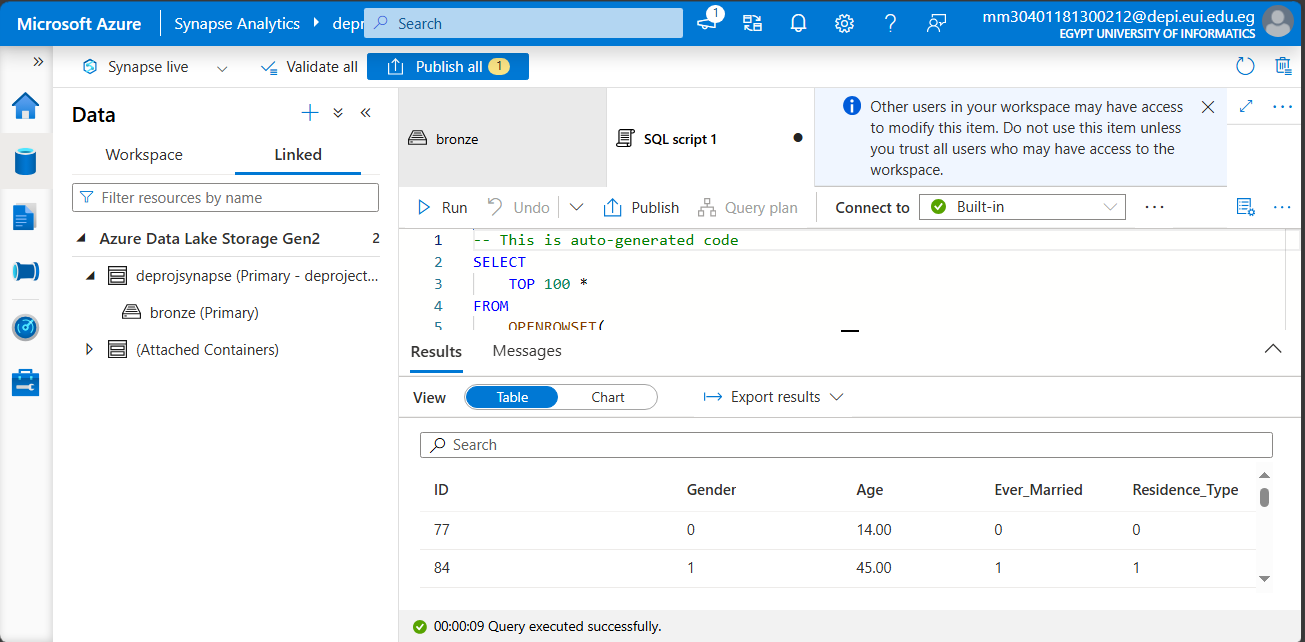 Microsoft Azure
Synapse Analytics
depr
Search
1
mm30401181300212@depi.eui.edu.eg
EGYPT UNIVERSITY OF INFORMATICS
Synapse live
Validate all
Publish all 1
Data
Workspace
Linked
Filter resources by name
Azure Data Lake Storage Gen2 2
deprojsynapse (Primary - deproject...
bronze (Primary)
(Attached Containers)
bronze
SQL script 1
Other users in your workspace may have access
to modify this item. Do not use this item unless
you trust all users who may have access to the
workspace.
Run Undo Publish Query plan Connect to Built-in
1 -- This is auto-generated code
2 SELECT
3 TOP 100 *
4 FROM
5 OPENROWSET(
Results Messages
View Table Chart Export results
Search
ID Gender Age Ever_Married Residence_Type
77 0 14.00 0 0
84 1 45.00 1 1
00:00:09 Query executed successfully.